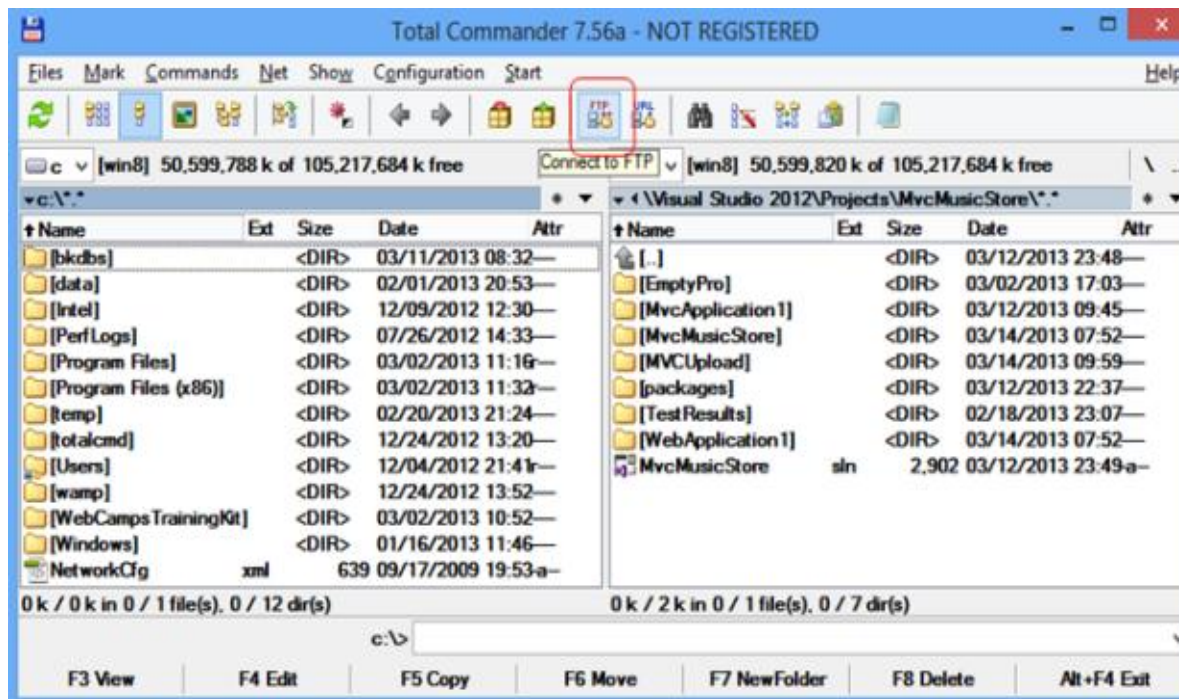 Total Commander 7.56a - NOT REGISTERED
Files Mark Commands Net Show Configuration Start Help
FTP URL
c [win8] 50,599,788 k of 105,217,684 k free
Connect to FTP
[win8] 50,599,820 k of 105,217,684 k free \ ..
c:\*.* * ▼
\Visual Studio 2012\Projects\MvcMusicStore\*.* * ▼
↑Name Ext Size Date Attr
[bkdbs] <DIR> 03/11/2013 08:32----
[data] <DIR> 02/01/2013 20:53----
[Intel] <DIR> 12/09/2012 12:30----
[PerfLogs] <DIR> 07/26/2012 14:33----
[Program Files] <DIR> 03/02/2013 11:16r---
[Program Files (x86)] <DIR> 03/02/2013 11:32r---
[temp] <DIR> 02/20/2013 21:24----
[totalcmd] <DIR> 12/24/2012 13:20----
[Users] <DIR> 12/04/2012 21:41r---
[wamp] <DIR> 12/24/2012 13:52----
[WebCampsTrainingKit] <DIR> 03/02/2013 10:52----
[Windows] <DIR> 01/16/2013 11:46----
NetworkCfg xml 639 09/17/2009 19:53-a--
0 k / 0 k in 0 / 1 file(s), 0 / 12 dir(s)
↑Name Ext Size Date Attr
[..] <DIR> 03/12/2013 23:48----
[EmptyPro] <DIR> 03/02/2013 17:03----
[MvcApplication1] <DIR> 03/12/2013 09:45----
[MvcMusicStore] <DIR> 03/14/2013 07:52----
[MVCUpload] <DIR> 03/14/2013 09:59----
[packages] <DIR> 03/12/2013 22:37----
[TestResults] <DIR> 02/18/2013 23:07----
[WebApplication1] <DIR> 03/14/2013 07:52----
MvcMusicStore sln 2,902 03/12/2013 23:49-a--
0 k / 2 k in 0 / 1 file(s), 0 / 7 dir(s)
c:\>
F3 View F4 Edit F5 Copy F6 Move F7 NewFolder F8 Delete Alt+F4 Exit